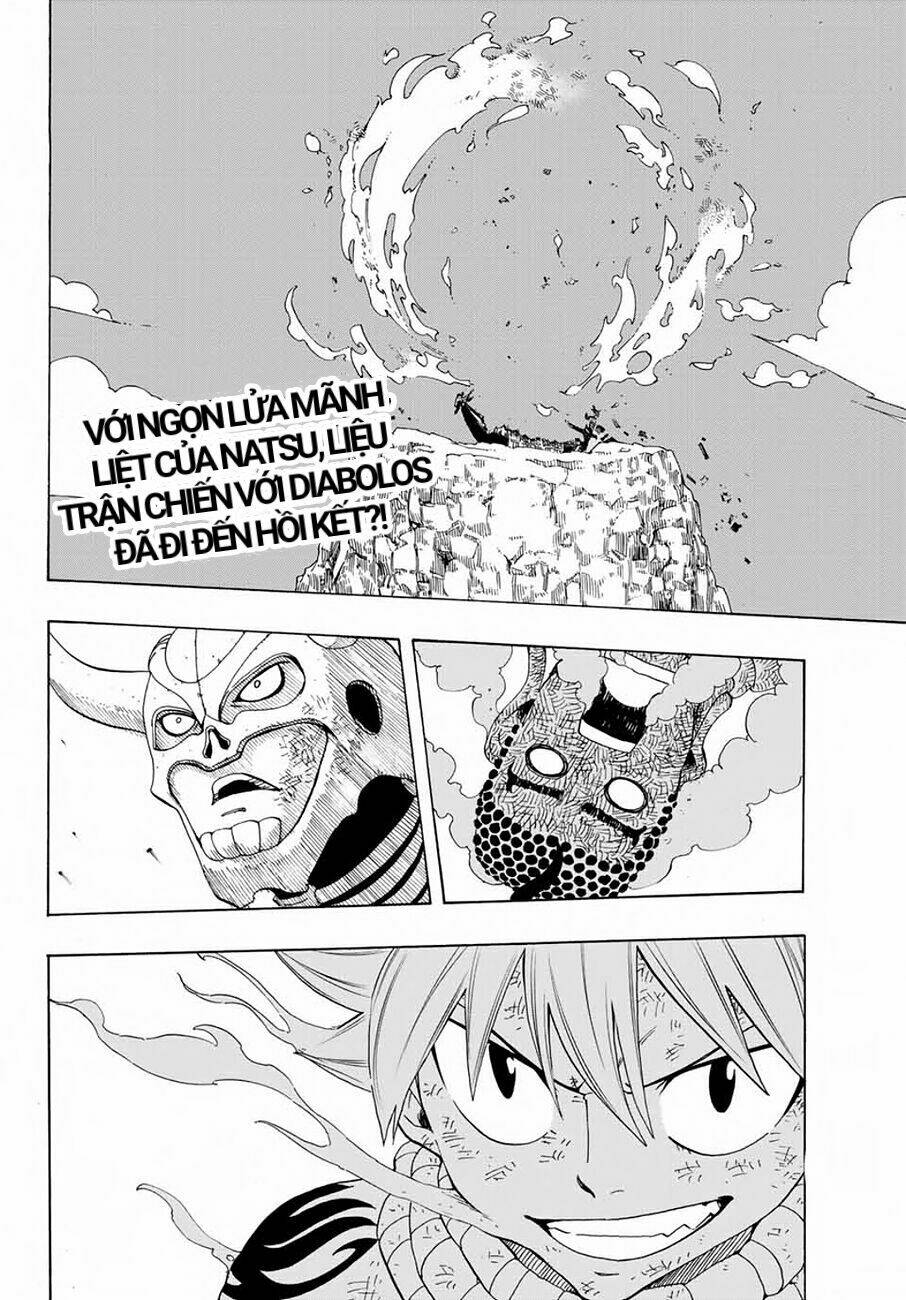 VỚI NGỌN LỬA MÃNH
LIỆT CỦA NATSU, LIỆU
TRẬN CHIẾN VỚI DIABOLOS
ĐÃ ĐI ĐẾN HỒI KẾT?!